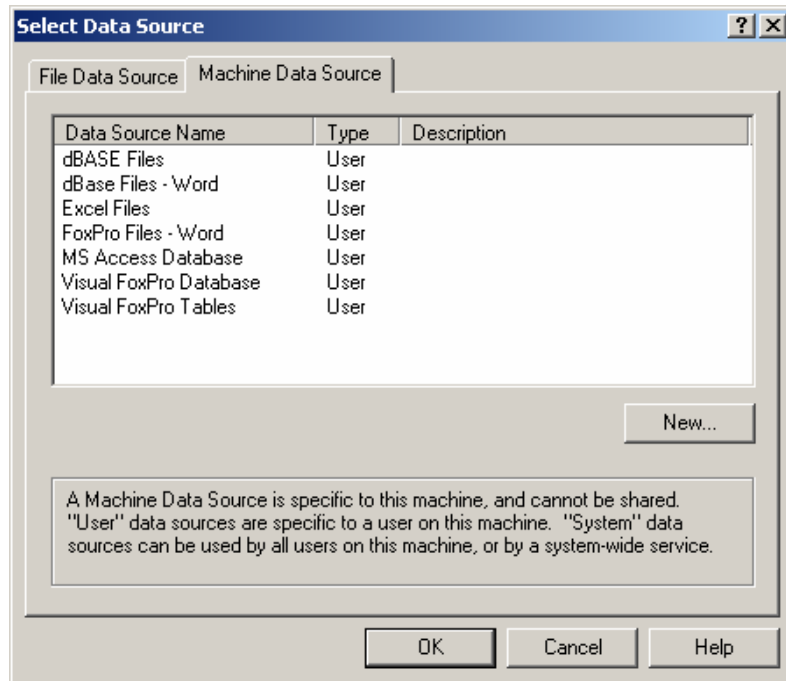 Select Data Source
File Data Source Machine Data Source
Data Source Name Type Description
dBASE Files User
dBase Files - Word User
Excel Files User
FoxPro Files - Word User
MS Access Database User
Visual FoxPro Database User
Visual FoxPro Tables User
New...
A Machine Data Source is specific to this machine, and cannot be shared.
"User" data sources are specific to a user on this machine. "System" data
sources can be used by all users on this machine, or by a system-wide service.
OK Cancel Help